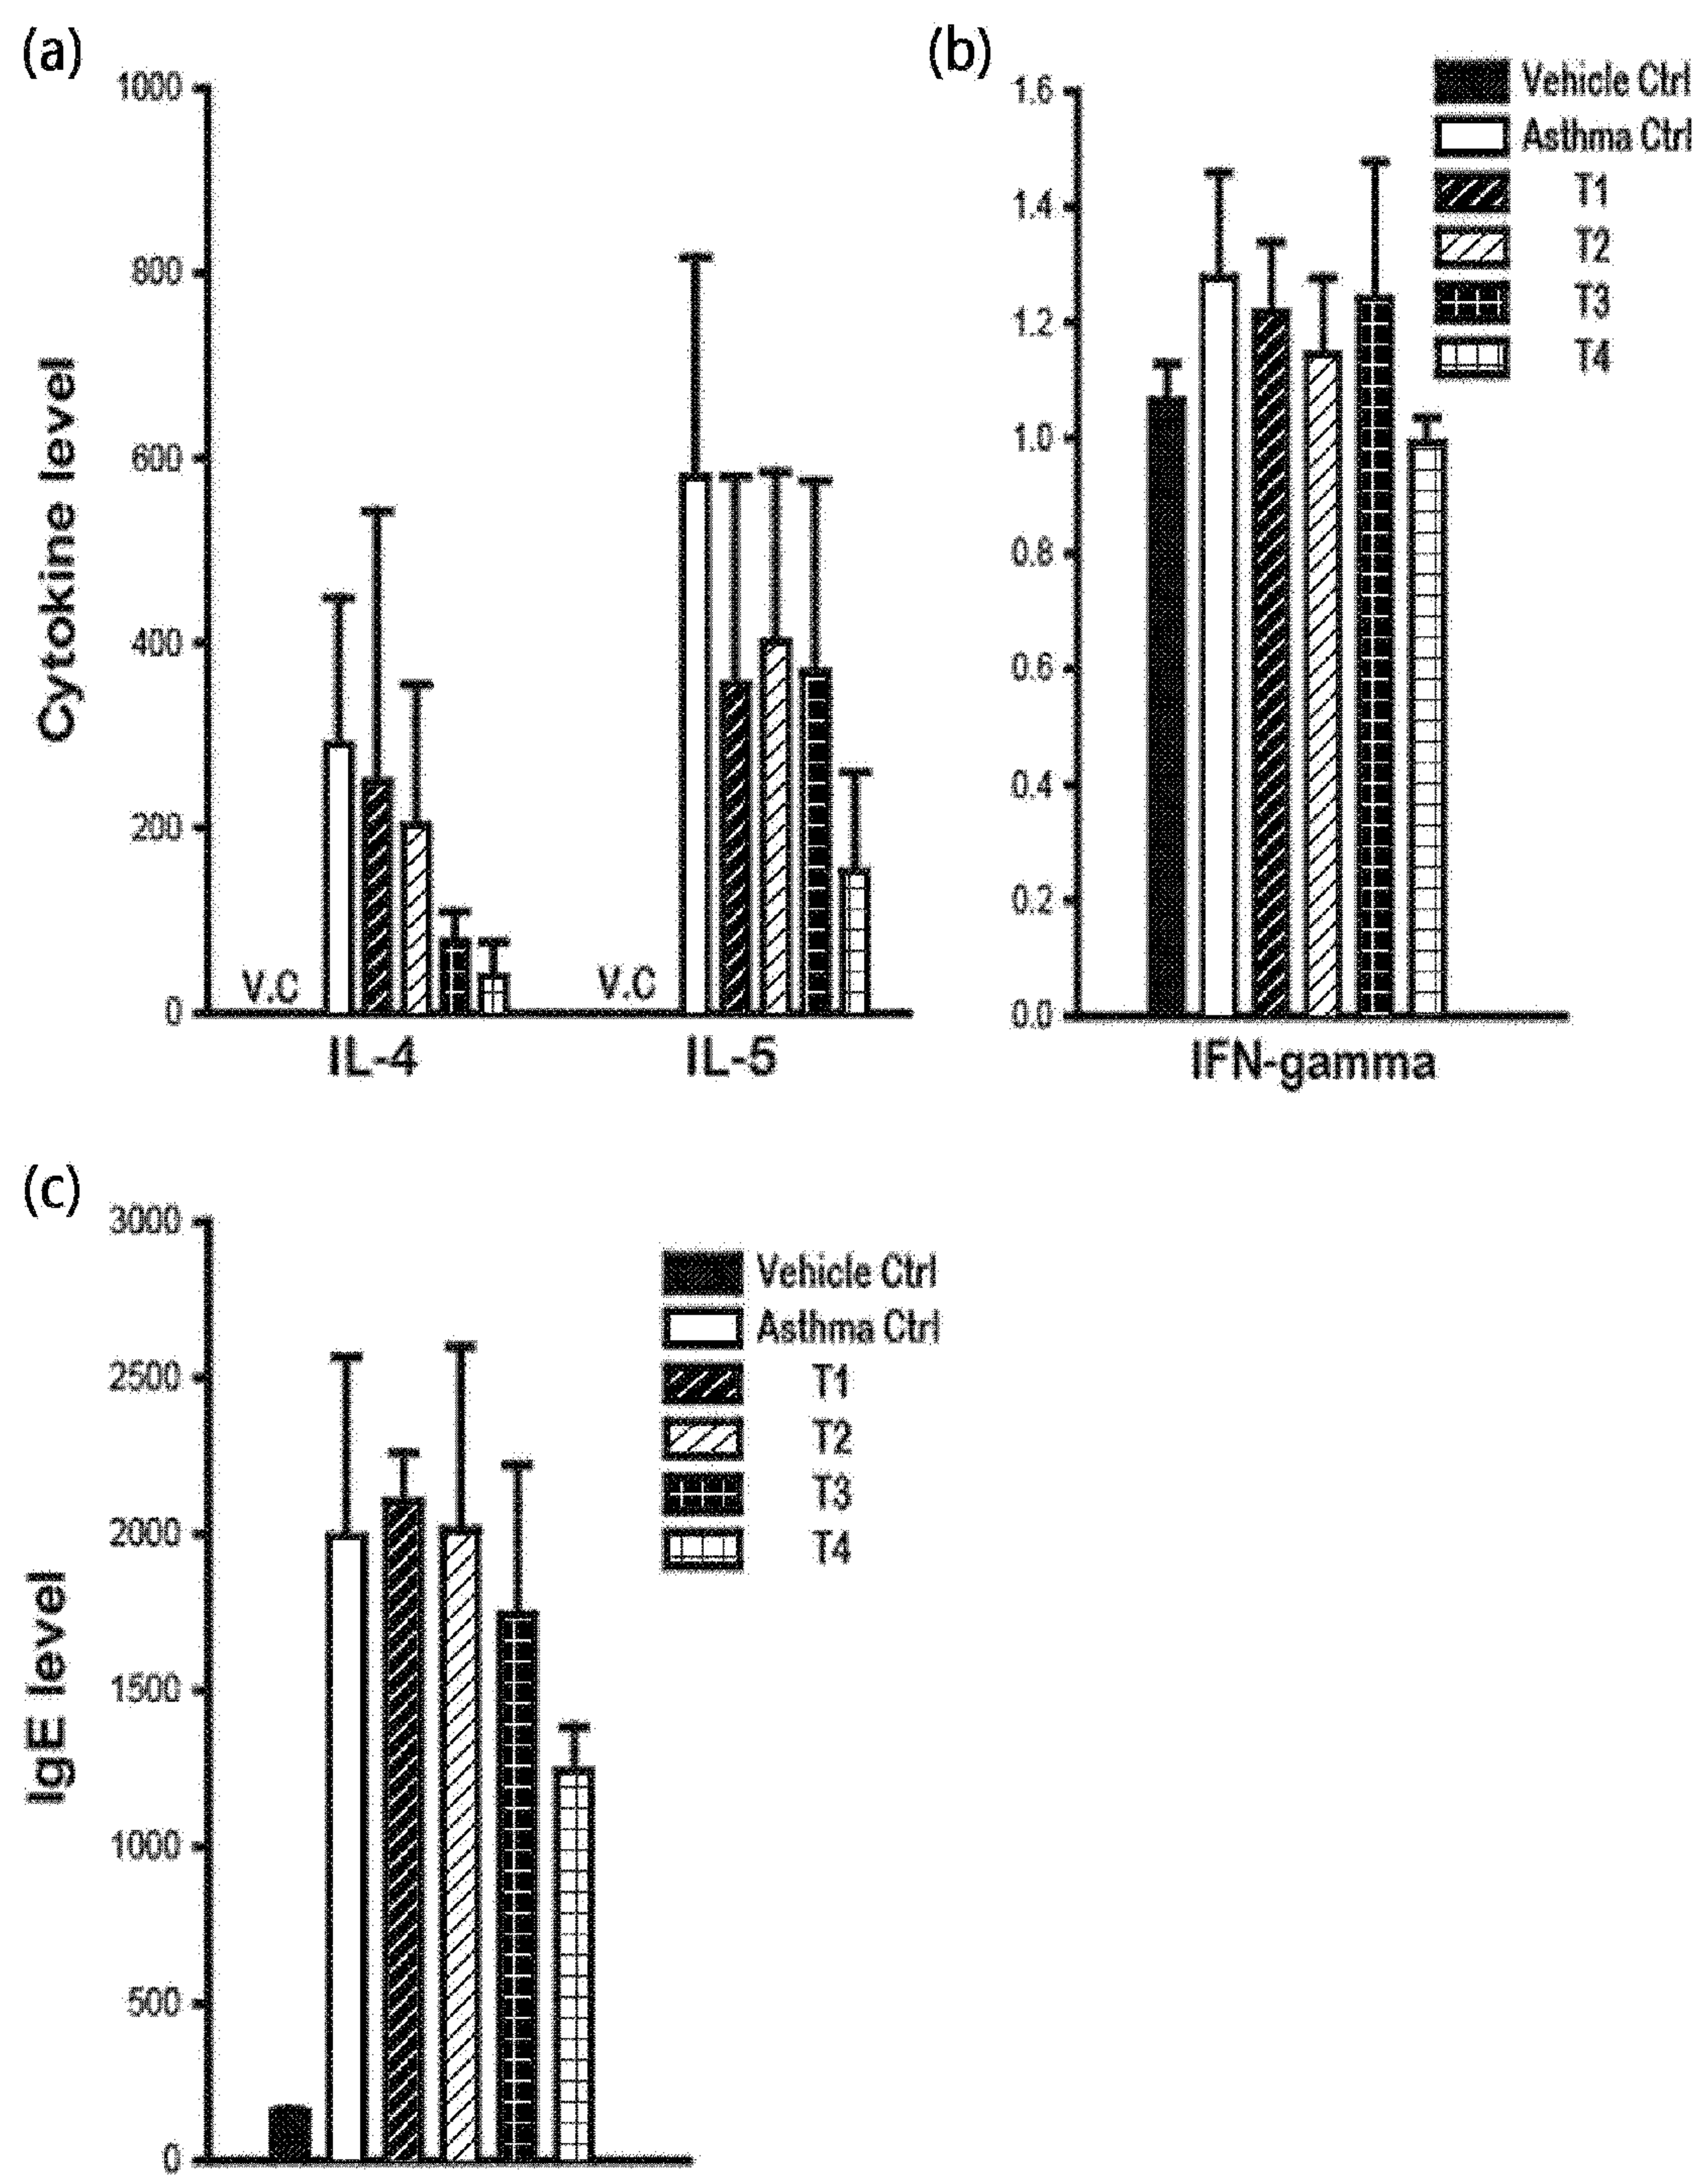 (a)
Cytokine level
1000
800
600
400
200
0
V.C
V.C
IL-4
IL-5
(b)
1.6
1.4
1.2
1.0
0.8
0.6
0.4
0.2
0.0
IFN-gamma
Vehicle Ctrl
Asthma Ctrl
T1
T2
T3
T4
(c)
IgE level
3000
2500
2000
1500
1000
500
0
Vehicle Ctrl
Asthma Ctrl
T1
T2
T3
T4